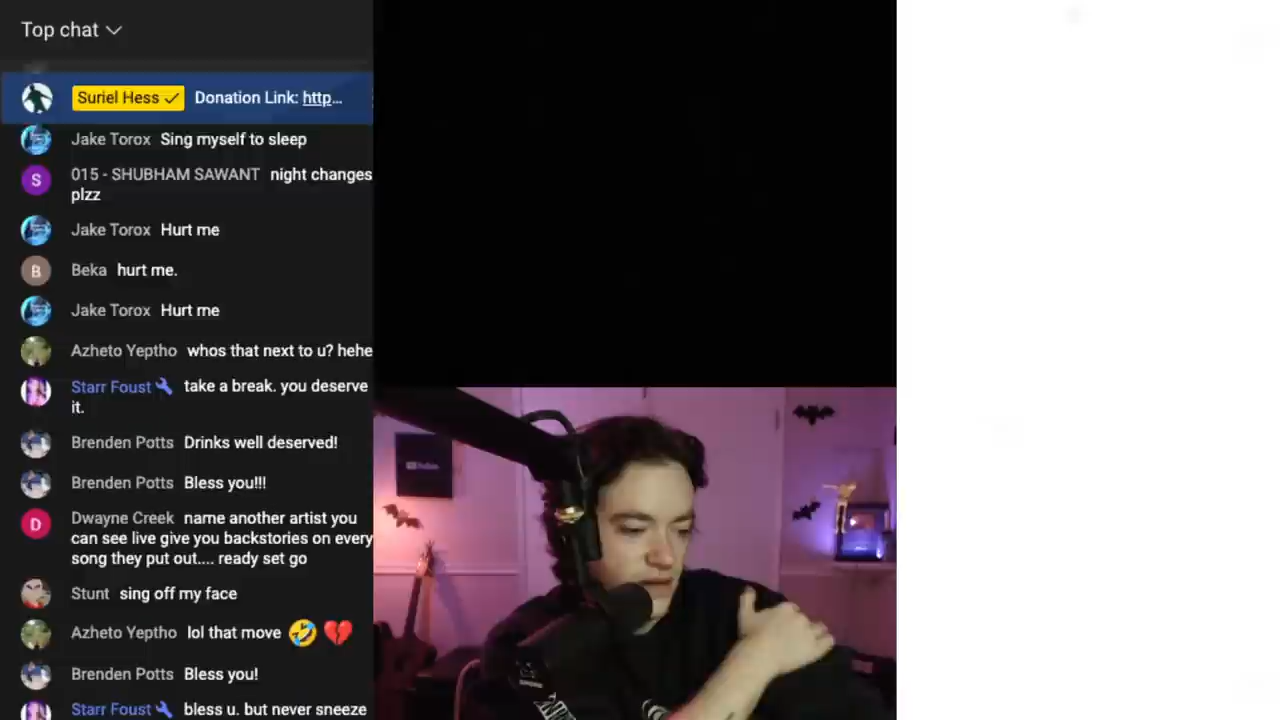 Top chat
Suriel Hess Donation Link: http...
Jake Torox Sing myself to sleep
015 - SHUBHAM SAWANT night changes
plzz
Jake Torox Hurt me
Beka hurt me.
Jake Torox Hurt me
Azheto Yeptho whos that next to u? hehe
Starr Foust take a break. you deserve
it.
Brenden Potts Drinks well deserved!
Brenden Potts Bless you!!!
Dwayne Creek name another artist you
can see live give you backstories on every
song they put out.... ready set go
Stunt sing off my face
Azheto Yeptho lol that move 🤣 💔
Brenden Potts Bless you!
Starr Foust bless u. but never sneeze